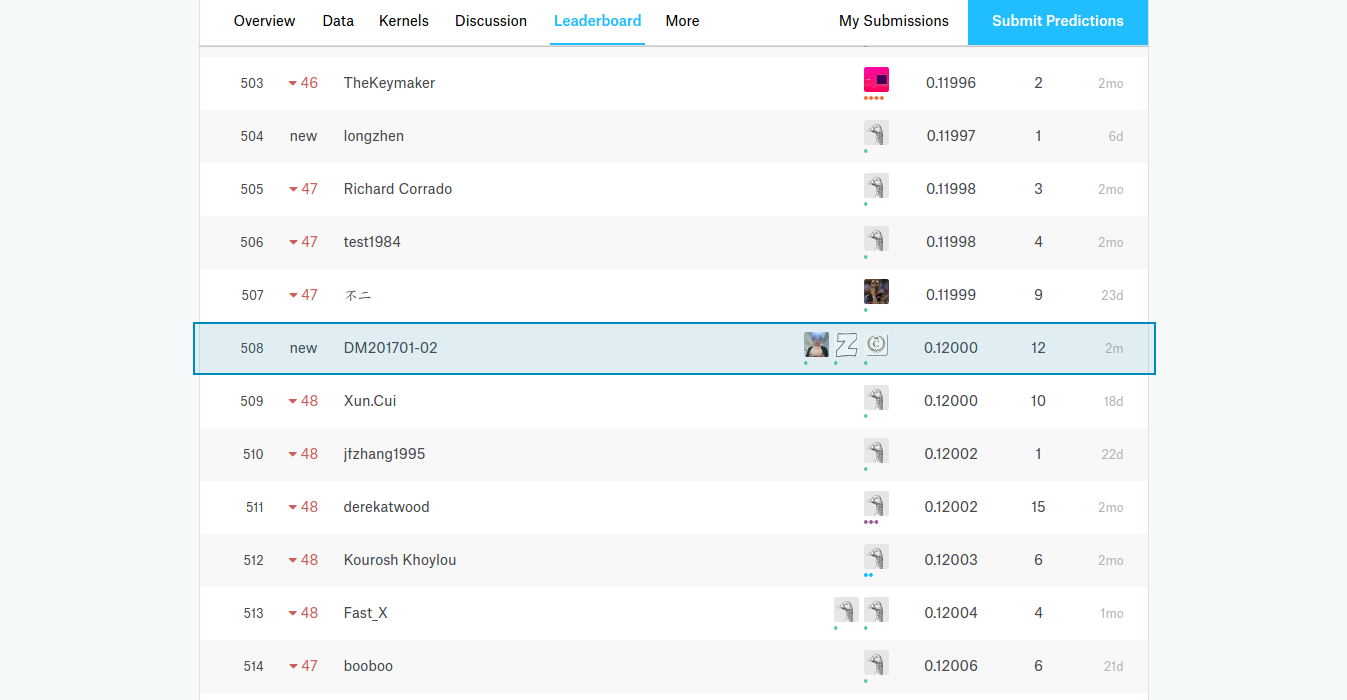 Overview Data Kernels Discussion Leaderboard More My Submissions Submit Predictions
503 46 TheKeymaker 0.11996 2 2mo
504 new longzhen 0.11997 1 6d
505 47 Richard Corrado 0.11998 3 2mo
506 47 test1984 0.11998 4 2mo
507 47 不二 0.11999 9 23d
508 new DM201701-02 0.12000 12 2m
509 48 Xun.Cui 0.12000 10 18d
510 48 jfzhang1995 0.12002 1 22d
511 48 derekatwood 0.12002 15 2mo
512 48 Kourosh Khoylou 0.12003 6 2mo
513 48 Fast_X 0.12004 4 1mo
514 47 booboo 0.12006 6 21d